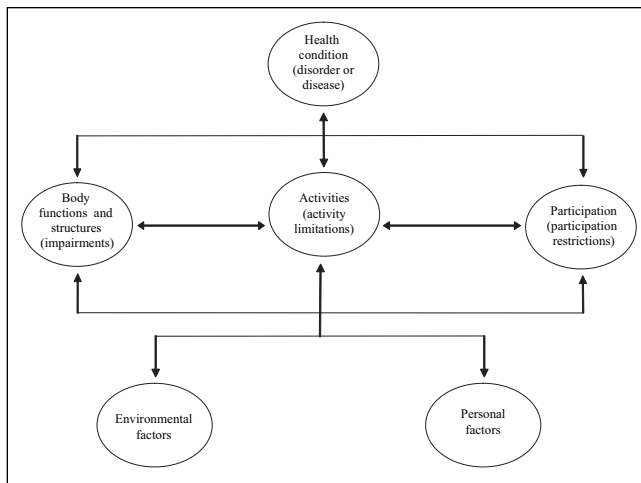 Health
condition
(disorder or
disease)
Body
functions and
structures
(impairments)
Activities
(activity
limitations)
Participation
(participation
restrictions)
Environmental
factors
Personal
factors